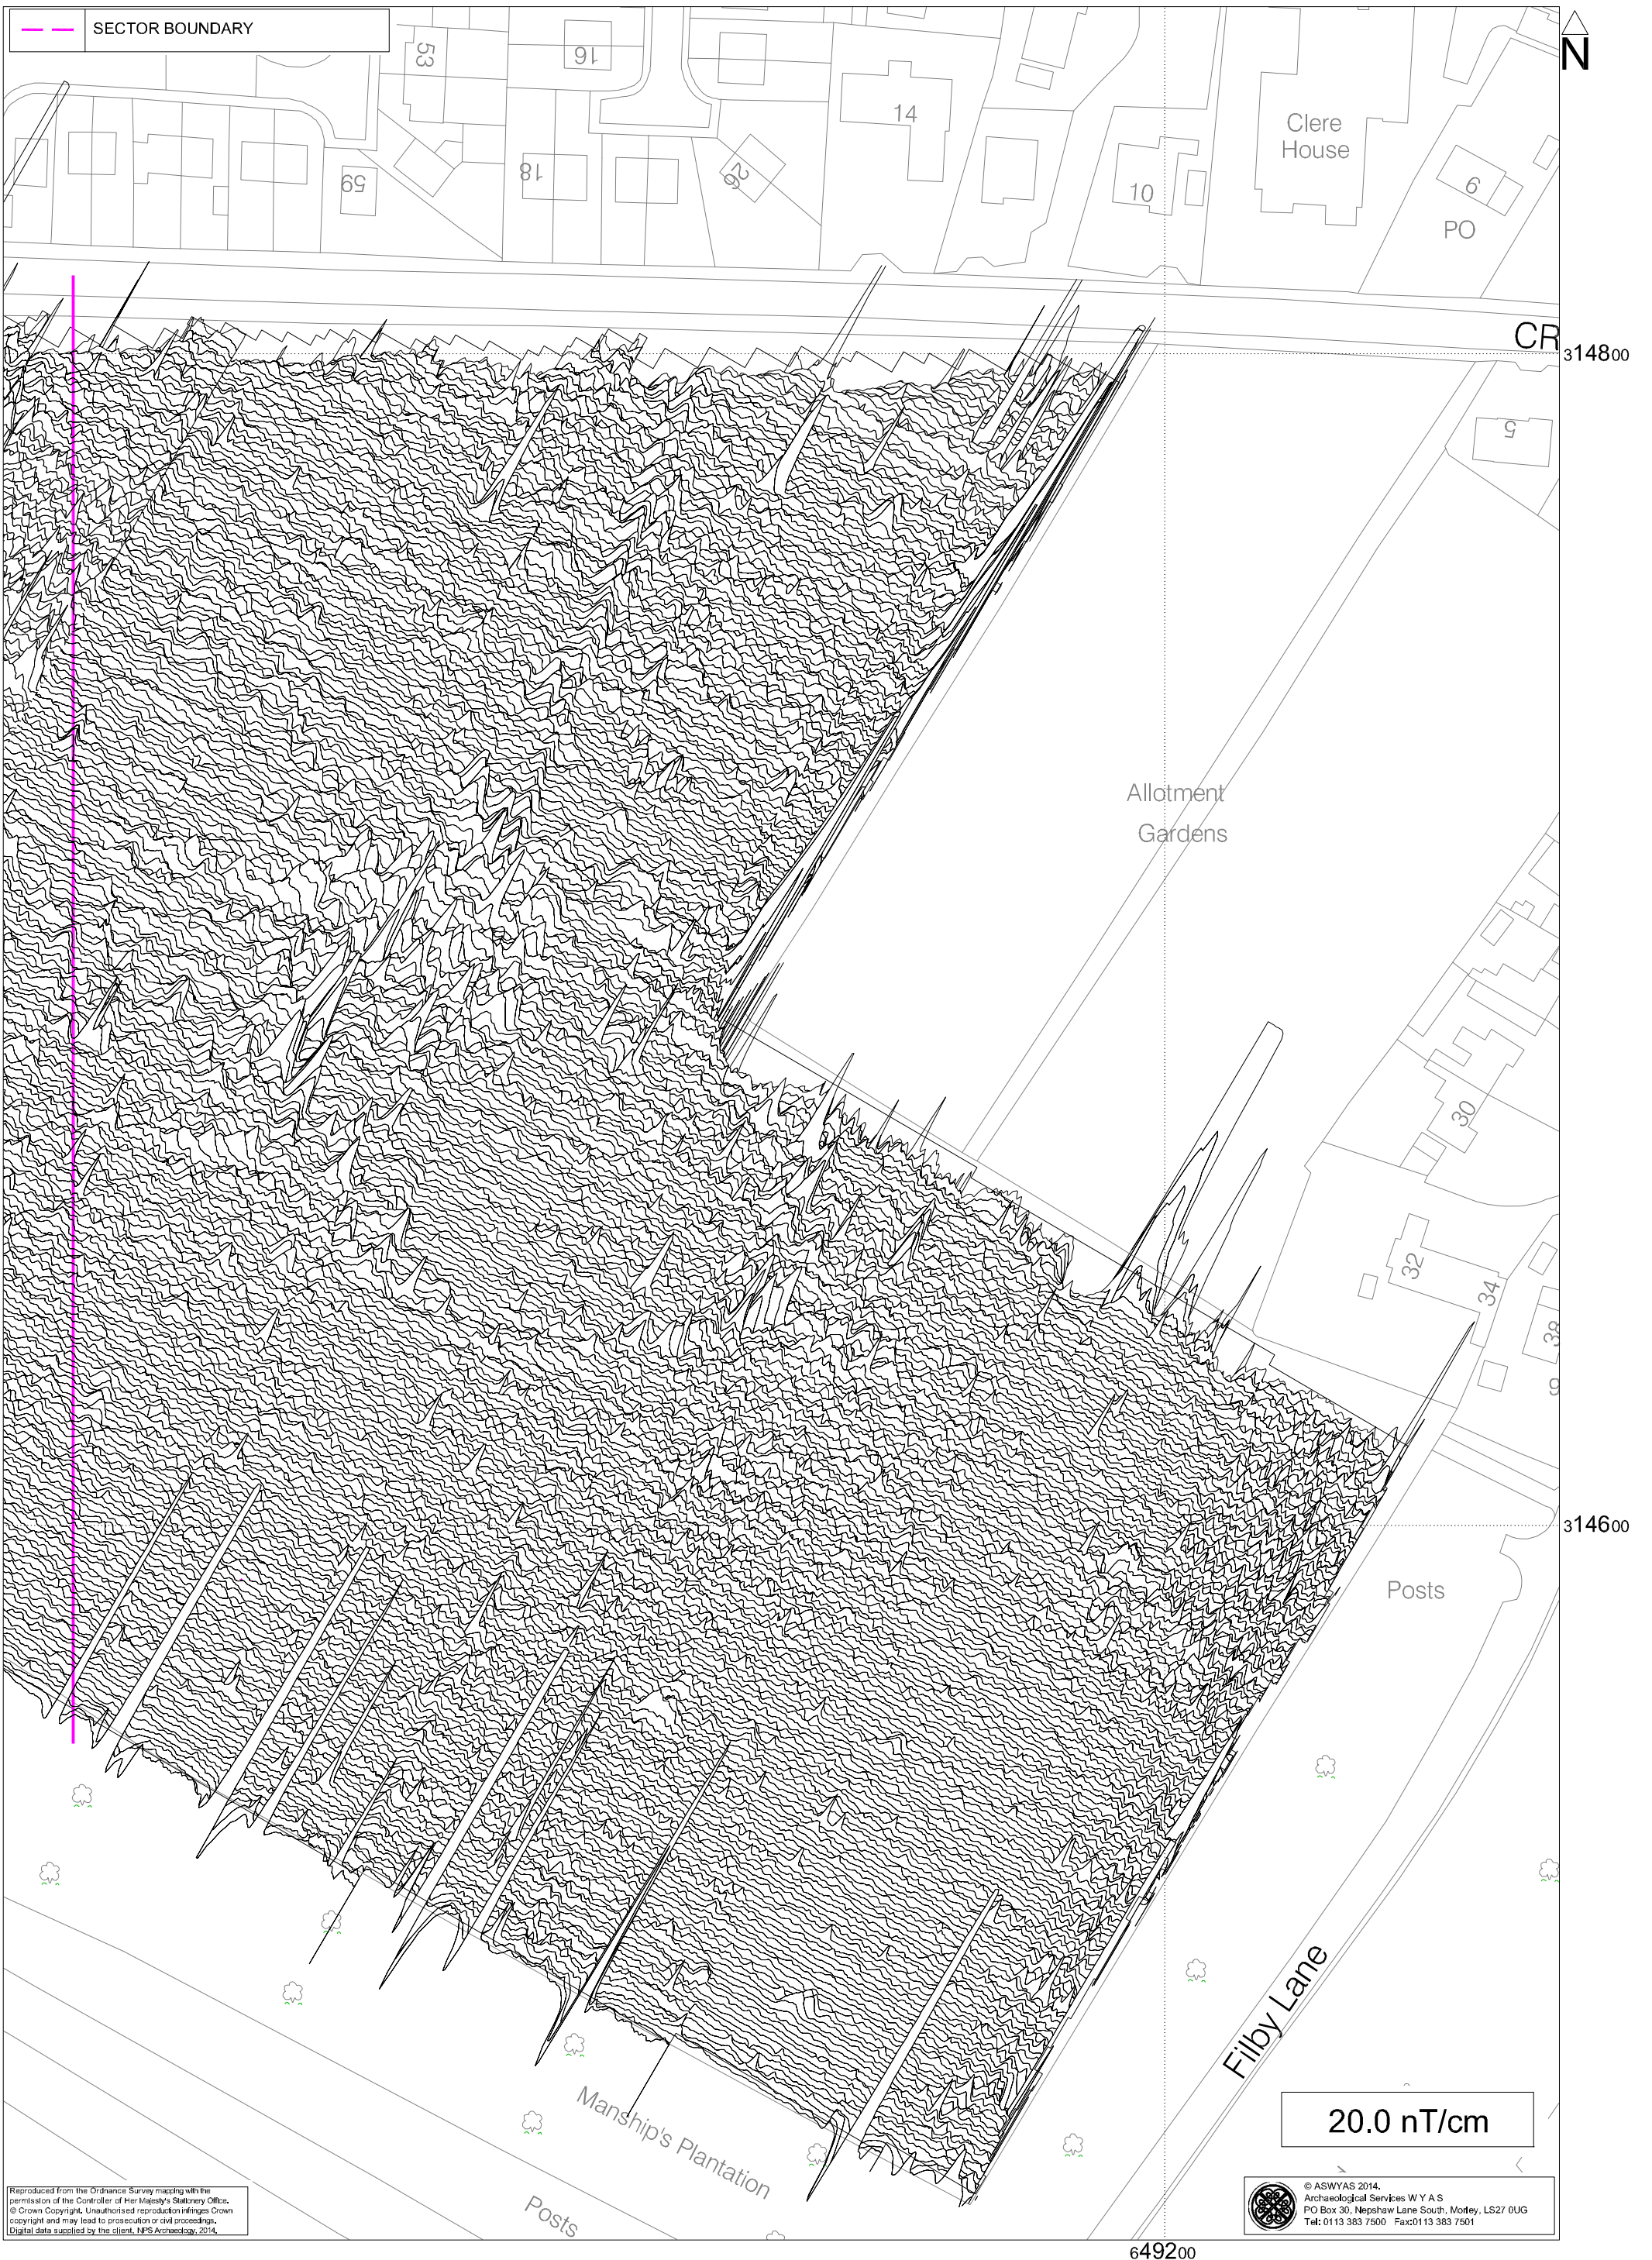 SECTOR BOUNDARY
N
53
16
14
Clere
House
59
18
26
10
6
PO
CR
314800
5
Allotment
Gardens
30
32
34
38
9
314600
Posts
Filby Lane
Manship's Plantation
Posts
20.0 nT/cm
Reproduced from the Ordnance Survey mapping with the
permission of the Controller of Her Majesty's Stationery Office.
© Crown Copyright. Unauthorised reproduction infringes Crown
copyright and may lead to prosecution or civil proceedings.
Digital data supplied by the client, NPS Archaeology, 2014.
© ASWYAS 2014.
Archaeological Services W Y A S
PO Box 30, Nepshaw Lane South, Morley, LS27 0UG
Tel: 0113 383 7500 Fax:0113 383 7501
649200